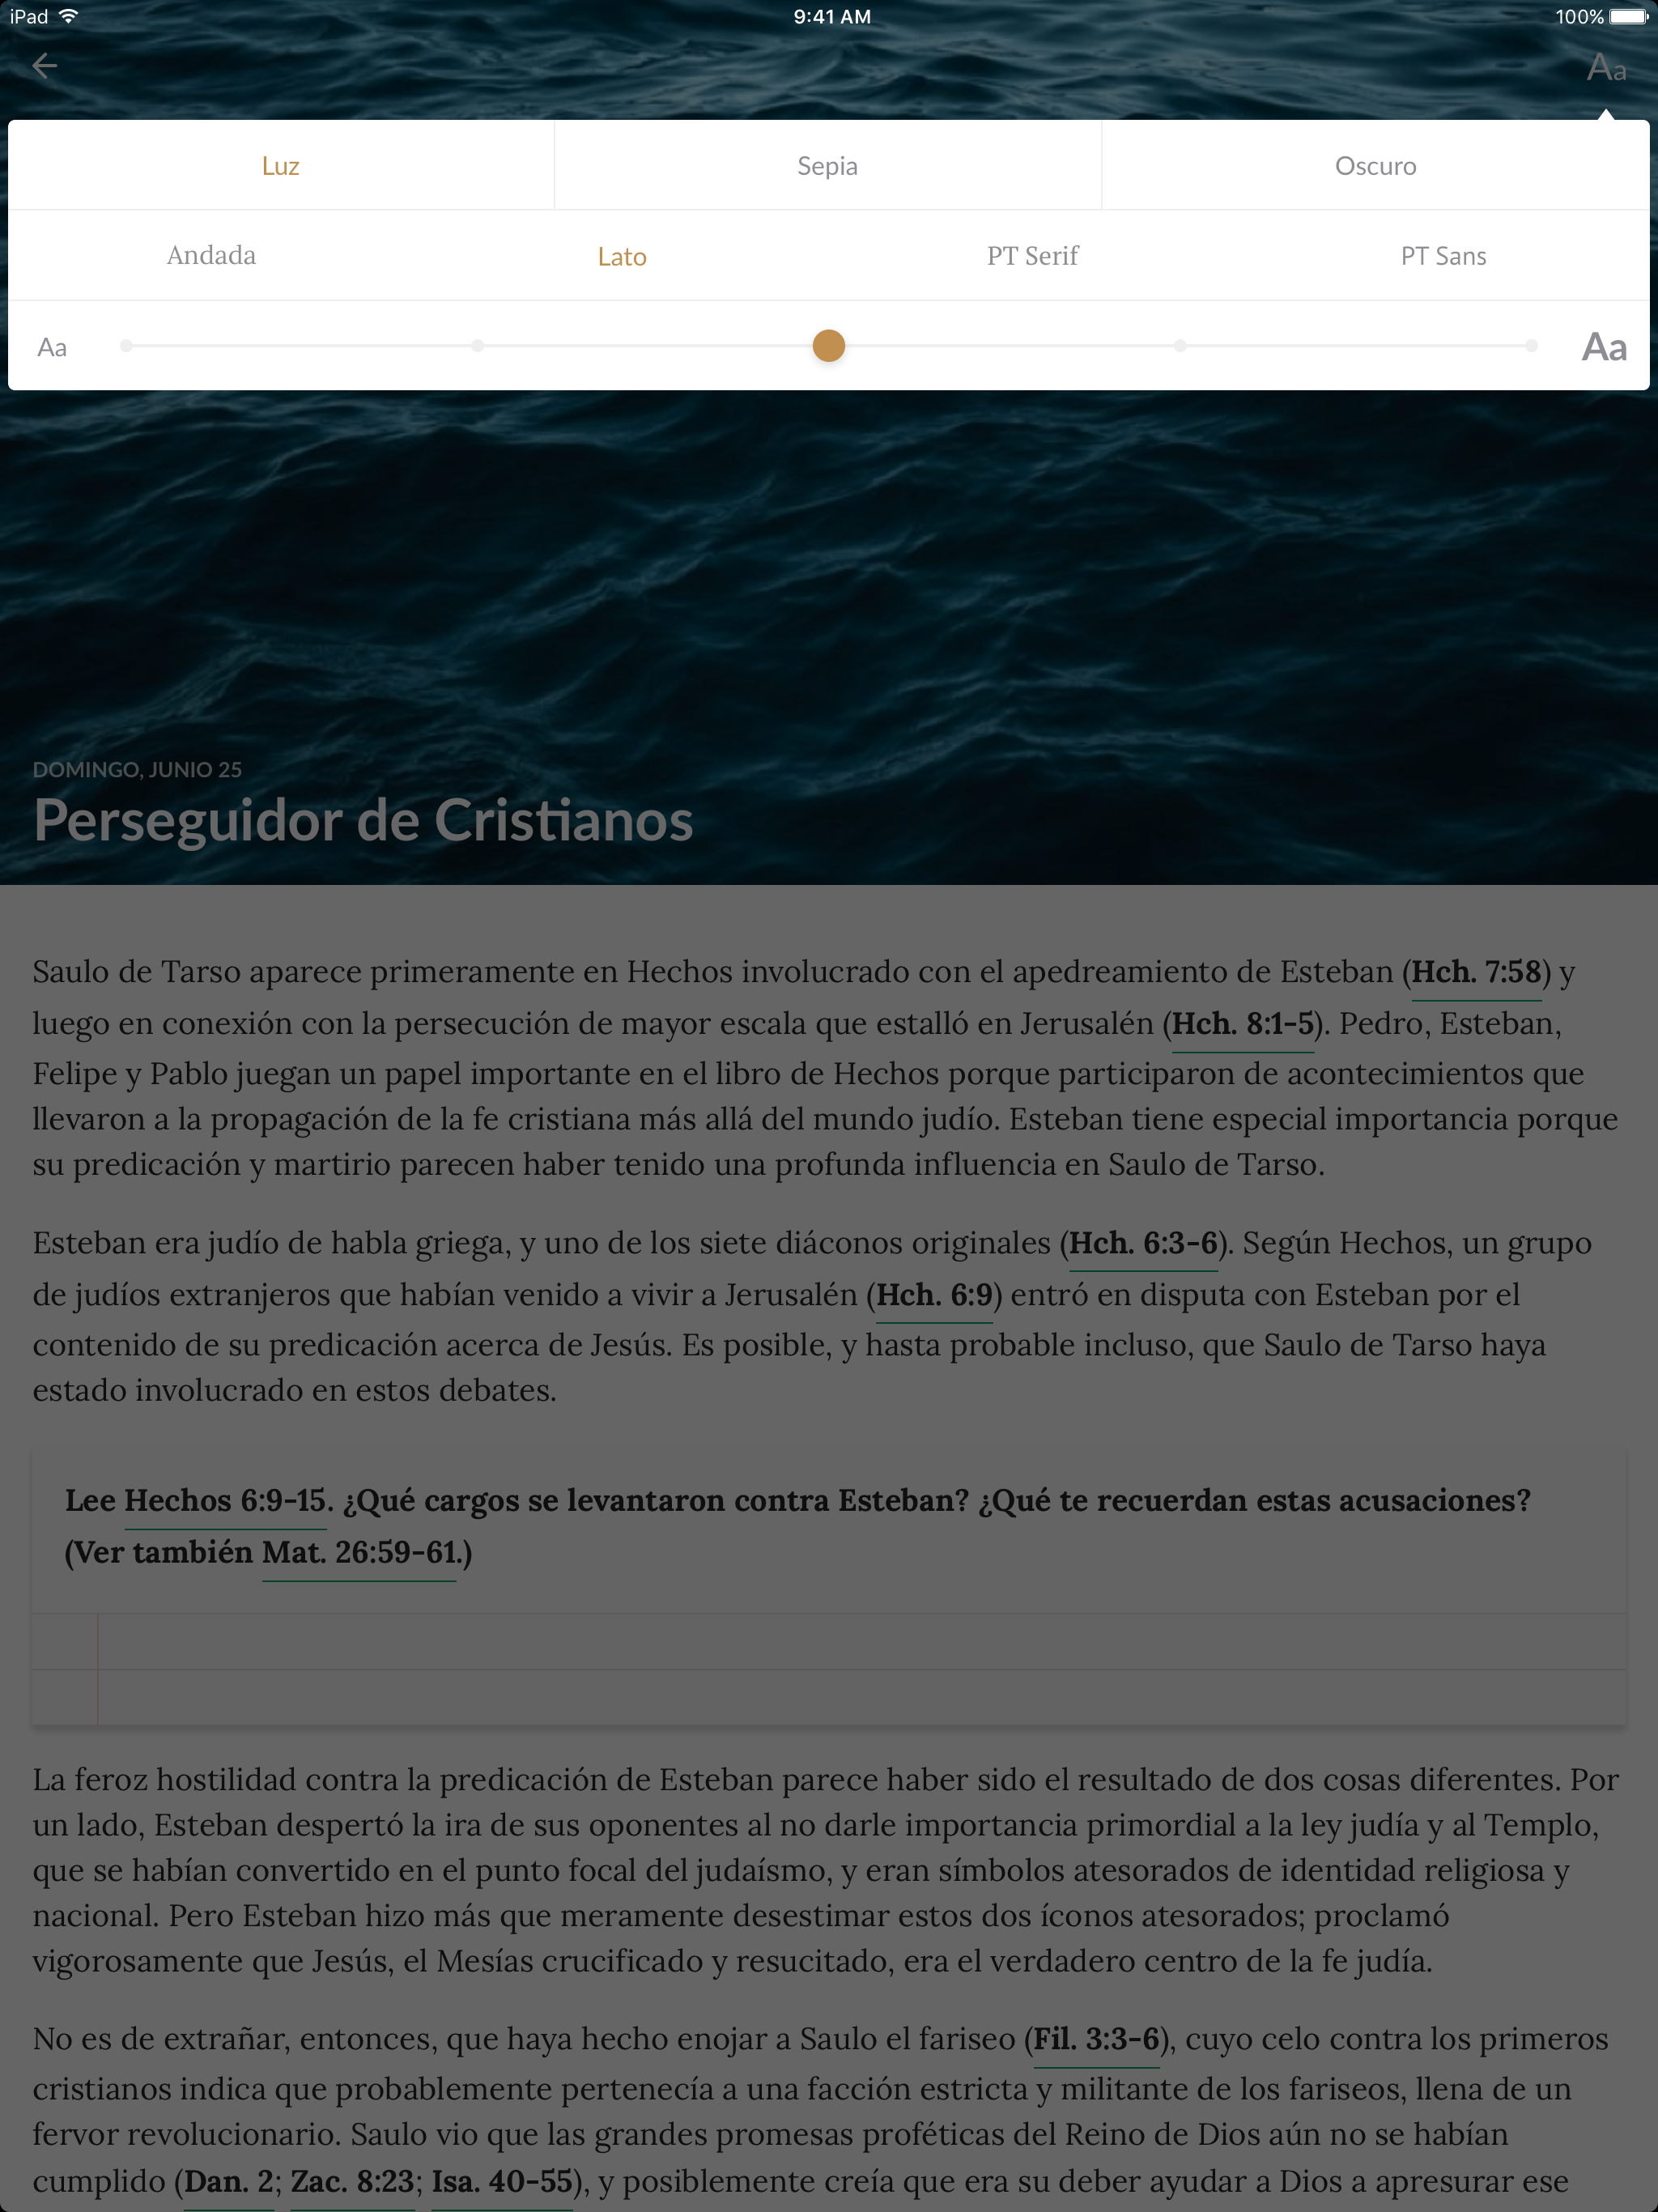 iPad 9:41 AM 100%
Aa
Luz Sepia Oscuro
Andada Lato PT Serif PT Sans
Aa Aa
DOMINGO, JUNIO 25
Perseguidor de Cristianos
Saulo de Tarso aparece primeramente en Hechos involucrado con el apedreamiento de Esteban (Hch. 7:58) y
luego en conexión con la persecución de mayor escala que estalló en Jerusalén (Hch. 8:1-5). Pedro, Esteban,
Felipe y Pablo juegan un papel importante en el libro de Hechos porque participaron de acontecimientos que
llevaron a la propagación de la fe cristiana más allá del mundo judío. Esteban tiene especial importancia porque
su predicación y martirio parecen haber tenido una profunda influencia en Saulo de Tarso.
Esteban era judío de habla griega, y uno de los siete diáconos originales (Hch. 6:3-6). Según Hechos, un grupo
de judíos extranjeros que habían venido a vivir a Jerusalén (Hch. 6:9) entró en disputa con Esteban por el
contenido de su predicación acerca de Jesús. Es posible, y hasta probable incluso, que Saulo de Tarso haya
estado involucrado en estos debates.
Lee Hechos 6:9-15. ¿Qué cargos se levantaron contra Esteban? ¿Qué te recuerdan estas acusaciones?
(Ver también Mat. 26:59-61.)
La feroz hostilidad contra la predicación de Esteban parece haber sido el resultado de dos cosas diferentes. Por
un lado, Esteban despertó la ira de sus oponentes al no darle importancia primordial a la ley judía y al Templo,
que se habían convertido en el punto focal del judaísmo, y eran símbolos atesorados de identidad religiosa y
nacional. Pero Esteban hizo más que meramente desestimar estos dos íconos atesorados; proclamó
vigorosamente que Jesús, el Mesías crucificado y resucitado, era el verdadero centro de la fe judía.
No es de extrañar, entonces, que haya hecho enojar a Saulo el fariseo (Fil. 3:3-6), cuyo celo contra los primeros
cristianos indica que probablemente pertenecía a una facción estricta y militante de los fariseos, llena de un
fervor revolucionario. Saulo vio que las grandes promesas proféticas del Reino de Dios aún no se habían
cumplido (Dan. 2; Zac. 8:23; Isa. 40-55), y posiblemente creía que era su deber ayudar a Dios a apresurar ese